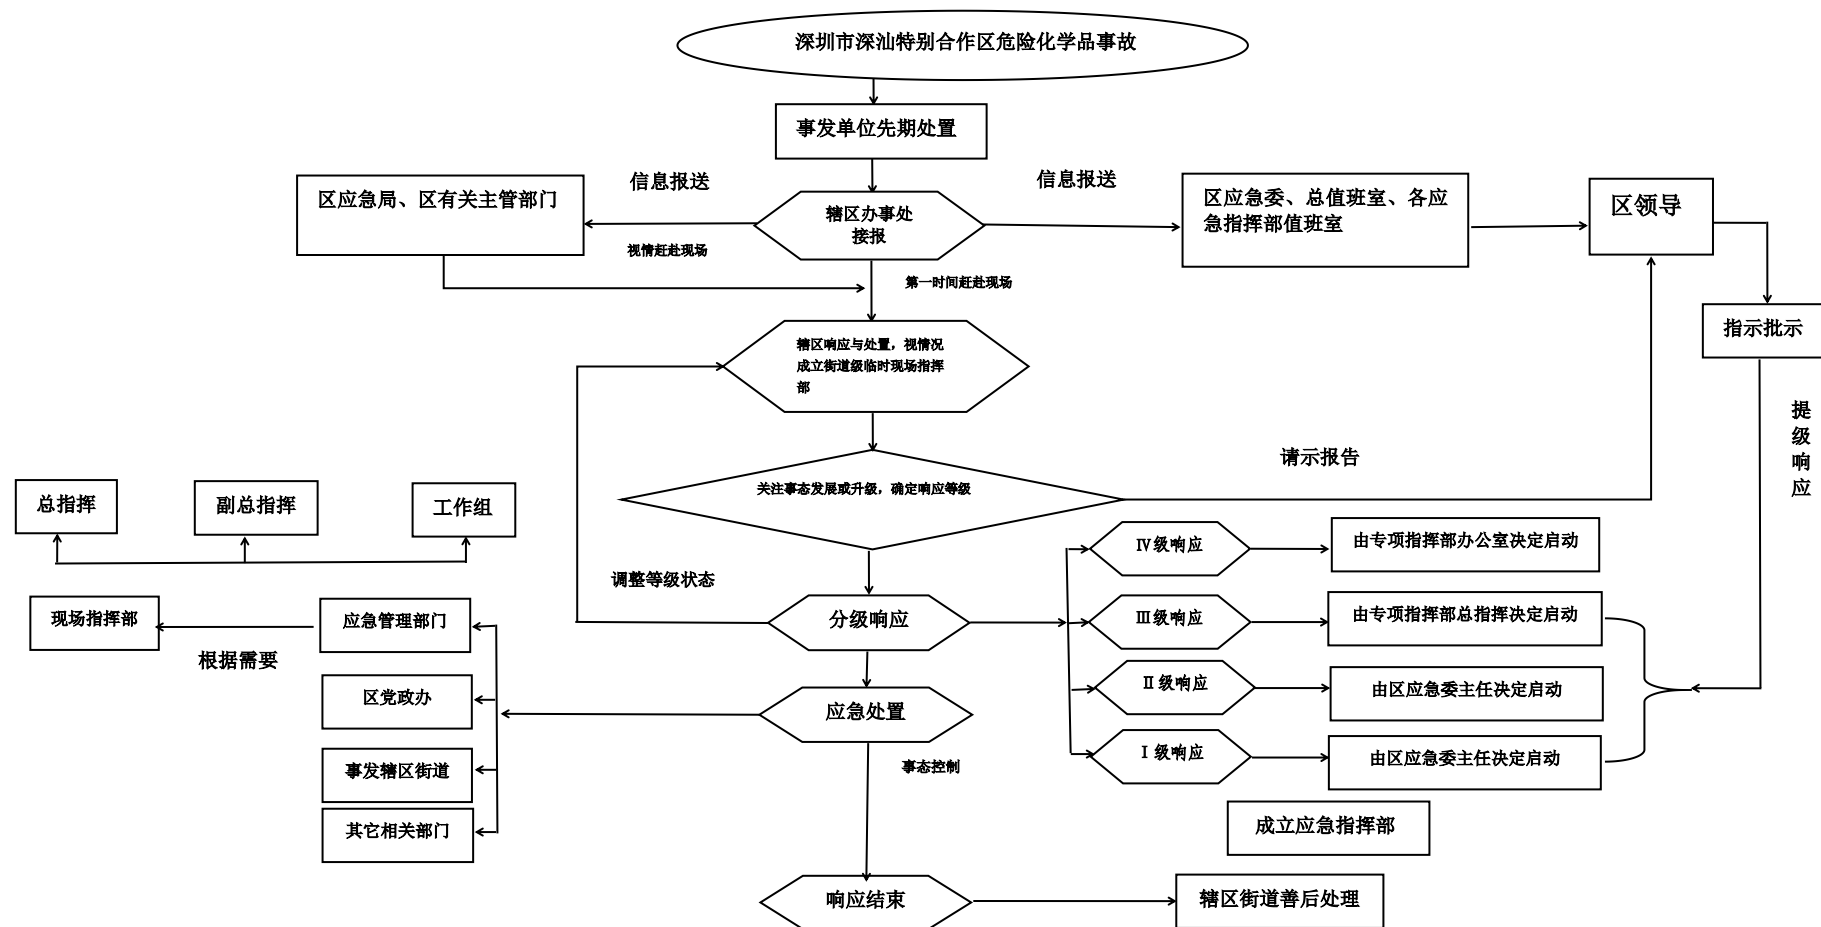 深圳市深汕特别合作区危险化学品事故
事发单位先期处置
信息报送
信息报送
区应急局、区有关主管部门
辖区办事处
接报
区应急委、总值班室、各应
急指挥部值班室
区领导
视情赶赴现场
第一时间赶赴现场
指示批示
辖区响应与处置，视情况
成立街道级临时现场指挥
部
提
级
响
应
请示报告
关注事态发展或升级，确定响应等级
总指挥
副总指挥
工作组
Ⅳ级响应
由专项指挥部办公室决定启动
调整等级状态
现场指挥部
应急管理部门
分级响应
Ⅲ级响应
由专项指挥部总指挥决定启动
根据需要
区党政办
应急处置
Ⅱ级响应
由区应急委主任决定启动
事发辖区街道
事态控制
Ⅰ级响应
由区应急委主任决定启动
其它相关部门
成立应急指挥部
响应结束
辖区街道善后处理